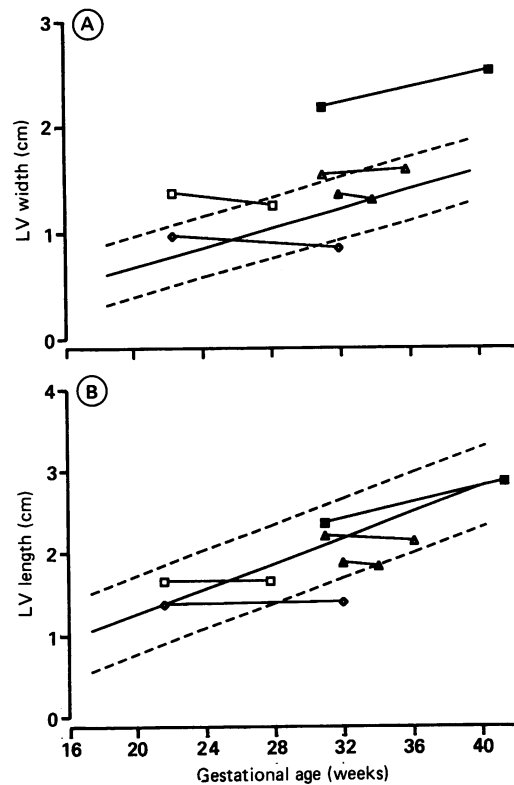 A
3
2
1
0
LV width (cm)
B
4
3
2
1
0
LV length (cm)
16 20 24 28 32 36 40
Gestational age (weeks)